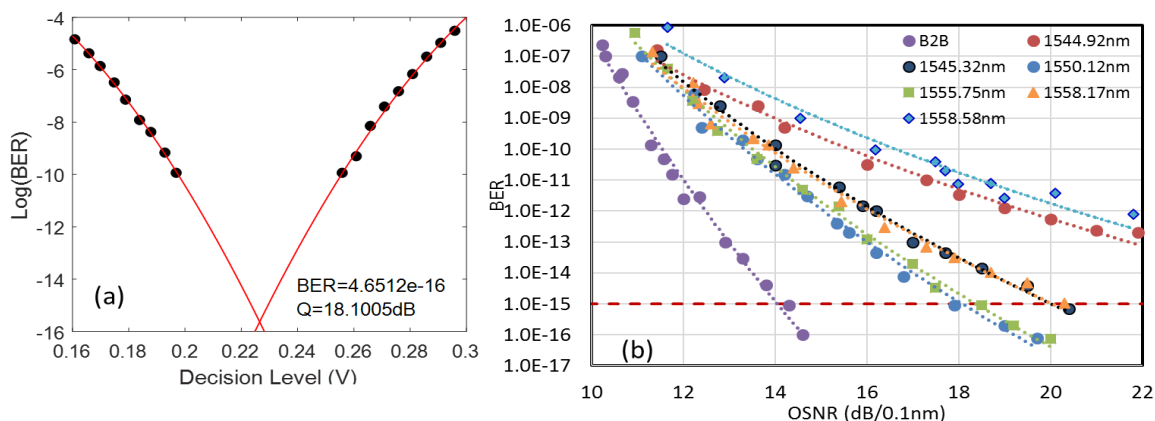 (a)
Log(BER)
-4
-6
-8
-10
-12
-14
-16
BER=4.6512e-16
Q=18.1005dB
0.16 0.18 0.2 0.22 0.24 0.26 0.28 0.3
Decision Level (V)
BER
1.0E-06
1.0E-07
1.0E-08
1.0E-09
1.0E-10
1.0E-11
1.0E-12
1.0E-13
1.0E-14
1.0E-15
1.0E-16
1.0E-17
B2B 1544.92nm
1545.32nm 1550.12nm
1555.75nm 1558.17nm
1558.58nm
(b)
10 12 14 16 18 20 22
OSNR (dB/0.1nm)